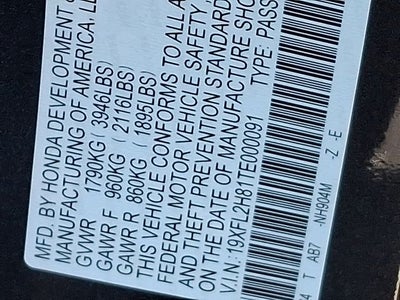 MFD. BY HONDA DEVELOPMENT
MANUFACTURING OF AMERICA, LL
GVWR 1790KG ( 3946LBS)
GAWR F 960KG ( 2116LBS)
GAWR R 860KG ( 1895LBS)
THIS VEHICLE CONFORMS TO ALL A
FEDERAL MOTOR VEHICLE SAFETY,
AND THEFT PREVENTION STANDARD
ON THE DATE OF MANUFACTURE SHO
V.I.N.: 19XFL2H81TE000091 TYPE: PASS
4 T AB7 -NH904M -Z -E